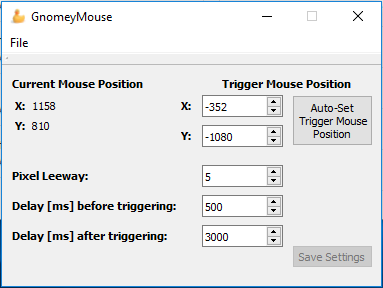 GnomeyMouse
File
Current Mouse Position
Trigger Mouse Position
X: 1158
X: -352
Auto-Set
Trigger Mouse
Position
Y: 810
Y: -1080
Pixel Leeway: 5
Delay [ms] before triggering: 500
Delay [ms] after triggering: 3000
Save Settings